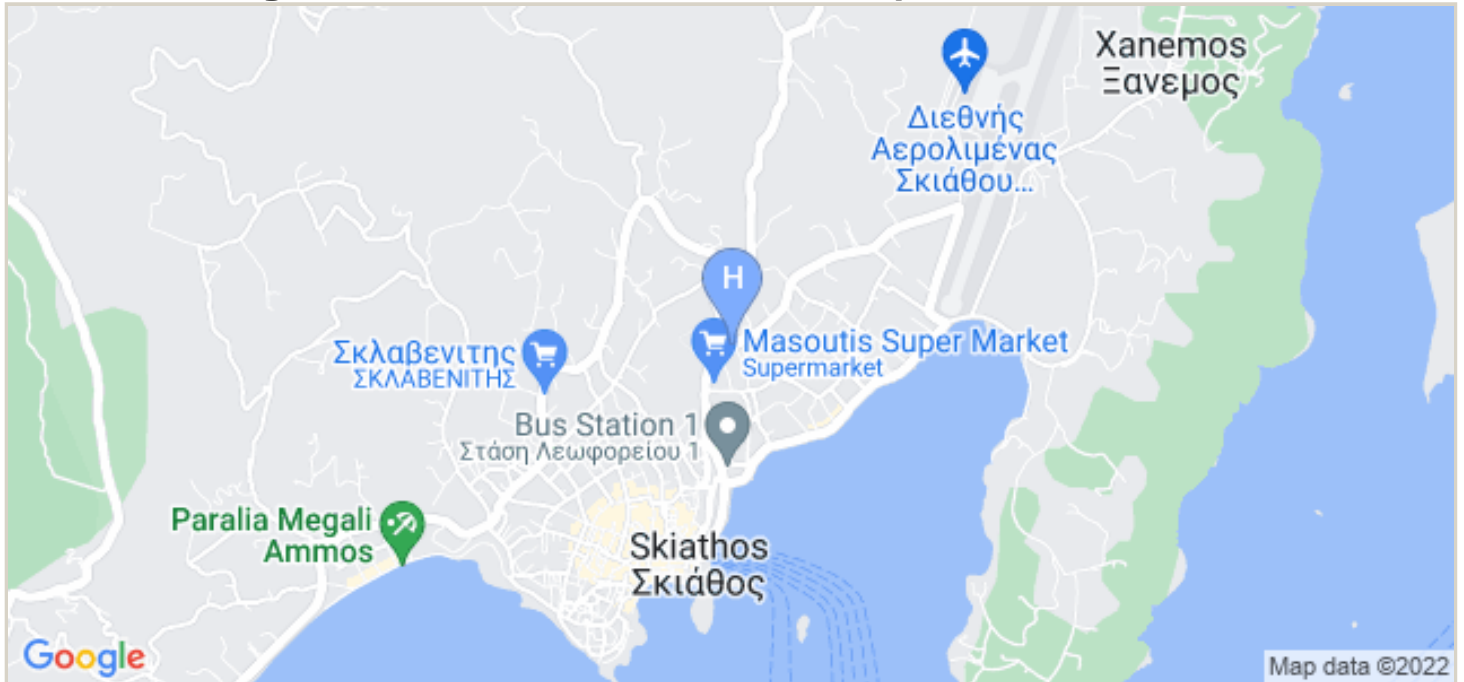 Xanemos
Ξανεμος
Διεθνής
Αερολιμένας
Σκιάθου...
H
Masoutis Super Market
Supermarket
Σκλαβενιτης
ΣΚΛΑΒΕΝΙΤΗΣ
Bus Station 1
Στάση Λεωφορείου 1
Paralia Megali
Ammos
Skiathos
Σκιάθος
Google
Map data ©2022